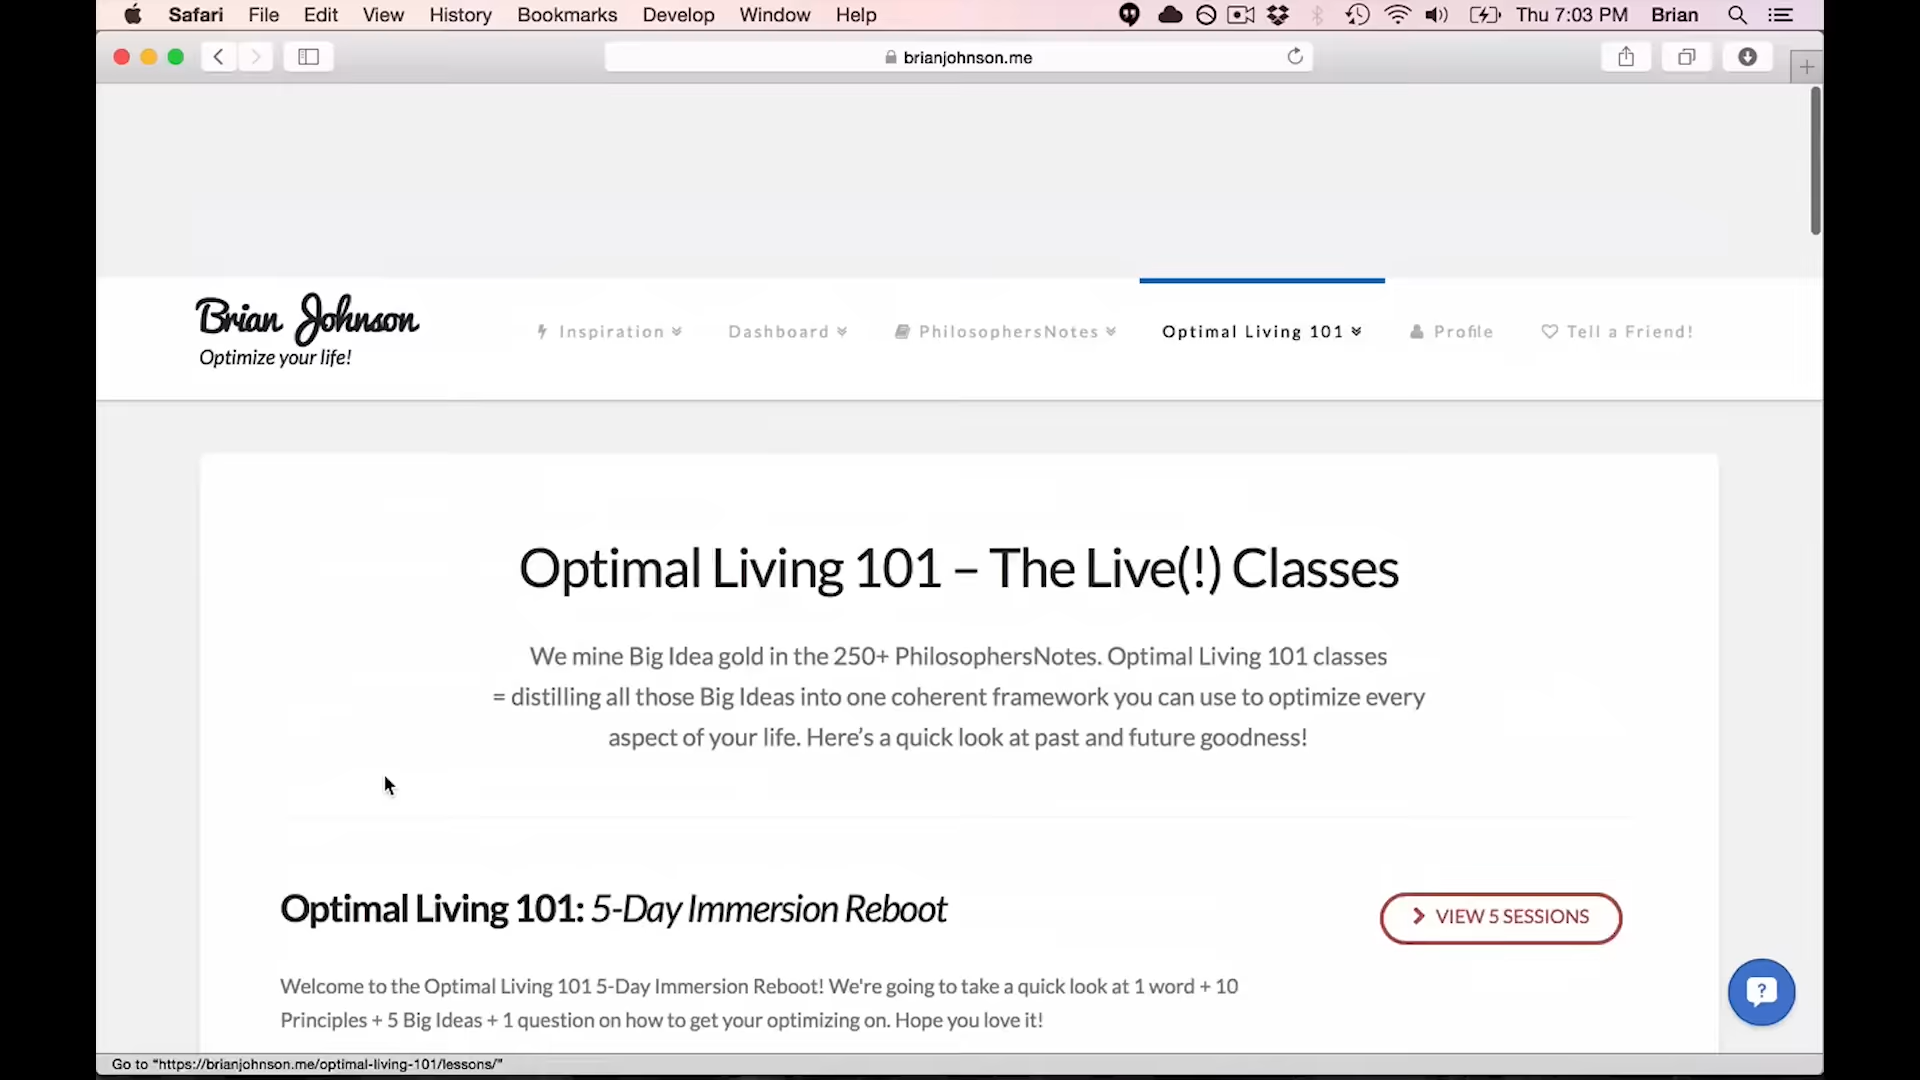 Safari File Edit View History Bookmarks Develop Window Help Thu 7:03 PM Brian
brianjohnson.me
Brian Johnson
Optimize your life!
Inspiration Dashboard PhilosophersNotes Optimal Living 101 Profile Tell a Friend!
Optimal Living 101 – The Live(!) Classes
We mine Big Idea gold in the 250+ PhilosophersNotes. Optimal Living 101 classes
= distilling all those Big Ideas into one coherent framework you can use to optimize every
aspect of your life. Here’s a quick look at past and future goodness!
Optimal Living 101: 5-Day Immersion Reboot
VIEW 5 SESSIONS
Welcome to the Optimal Living 101 5-Day Immersion Reboot! We're going to take a quick look at 1 word + 10
Principles + 5 Big Ideas + 1 question on how to get your optimizing on. Hope you love it!
Go to "https://brianjohnson.me/optimal-living-101/lessons/"